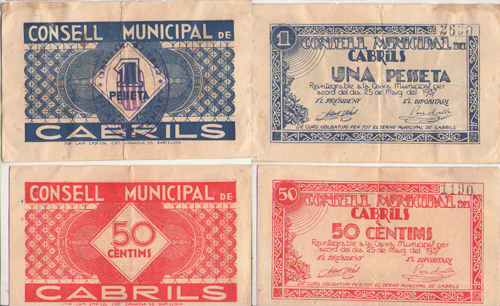 CONSELL MUNICIPAL DE
1
PESSETA
CABRILS
1
CONSELL MUNICIPAL DE
CABRILS
UNA PESSETA
Reintegrable a la Caixa Municipal per
acord del dia 25 de maig del 1937
EL PRESIDENT EL DIPOSITARI
DE CURS OBLIGATORI PER TOT EL TERME MUNICIPAL DE CABRILS
CONSELL MUNICIPAL DE
50
CÈNTIMS
CABRILS
50
1190
CONSELL MUNICIPAL DE
CABRILS
50 CÈNTIMS
Reintegrable a la Caixa Municipal per
acord del dia 25 de maig del 1937
EL PRESIDENT EL DIPOSITARI
DE CURS OBLIGATORI PER TOT EL TERME MUNICIPAL DE CABRILS